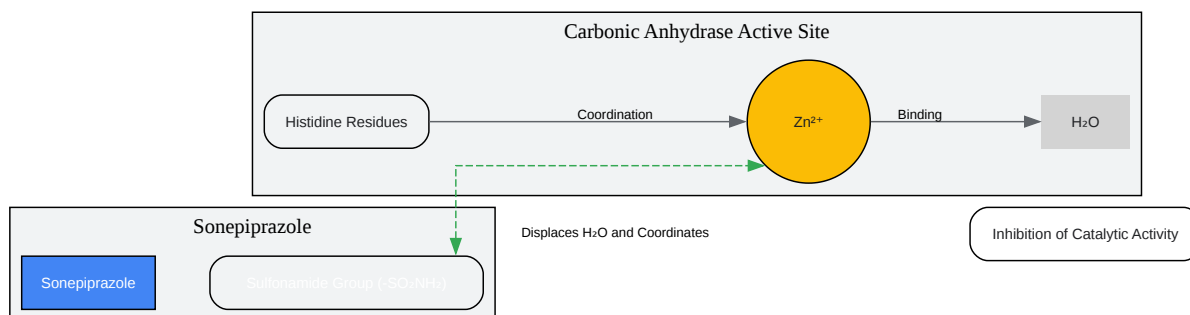 Carbonic Anhydrase Active Site
Histidine Residues
Coordination
Zn²⁺
Binding
H₂O
Sonepiprazole
Displaces H₂O and Coordinates
Inhibition of Catalytic Activity
Sonepiprazole
Sulfonamide Group (-SO₂NH₂)